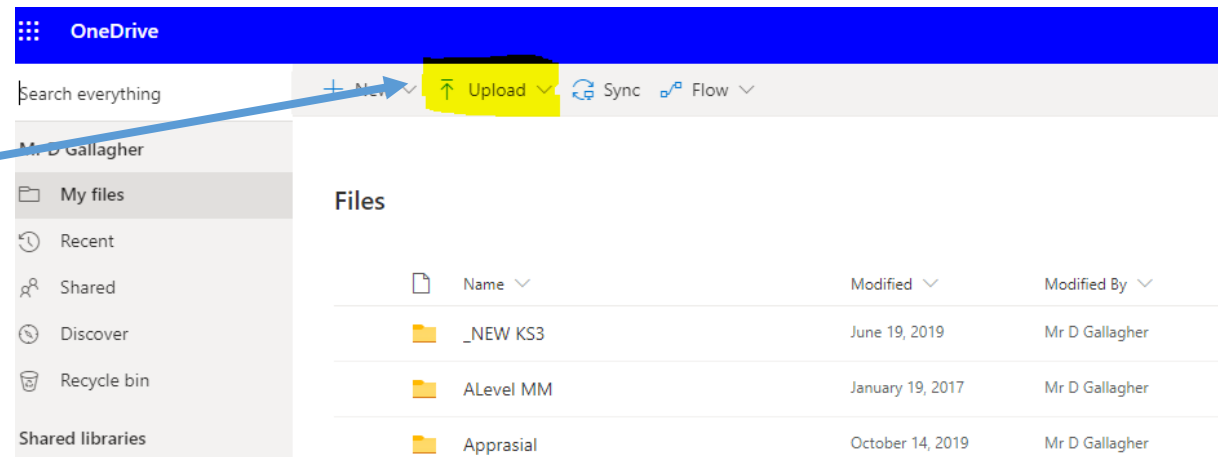 OneDrive
Search everything
New Upload Sync Flow
Mr D Gallagher
My files
Recent
Shared
Discover
Recycle bin
Shared libraries
Files
Name Modified Modified By
_NEW KS3 June 19, 2019 Mr D Gallagher
ALevel MM January 19, 2017 Mr D Gallagher
Apprasial October 14, 2019 Mr D Gallagher